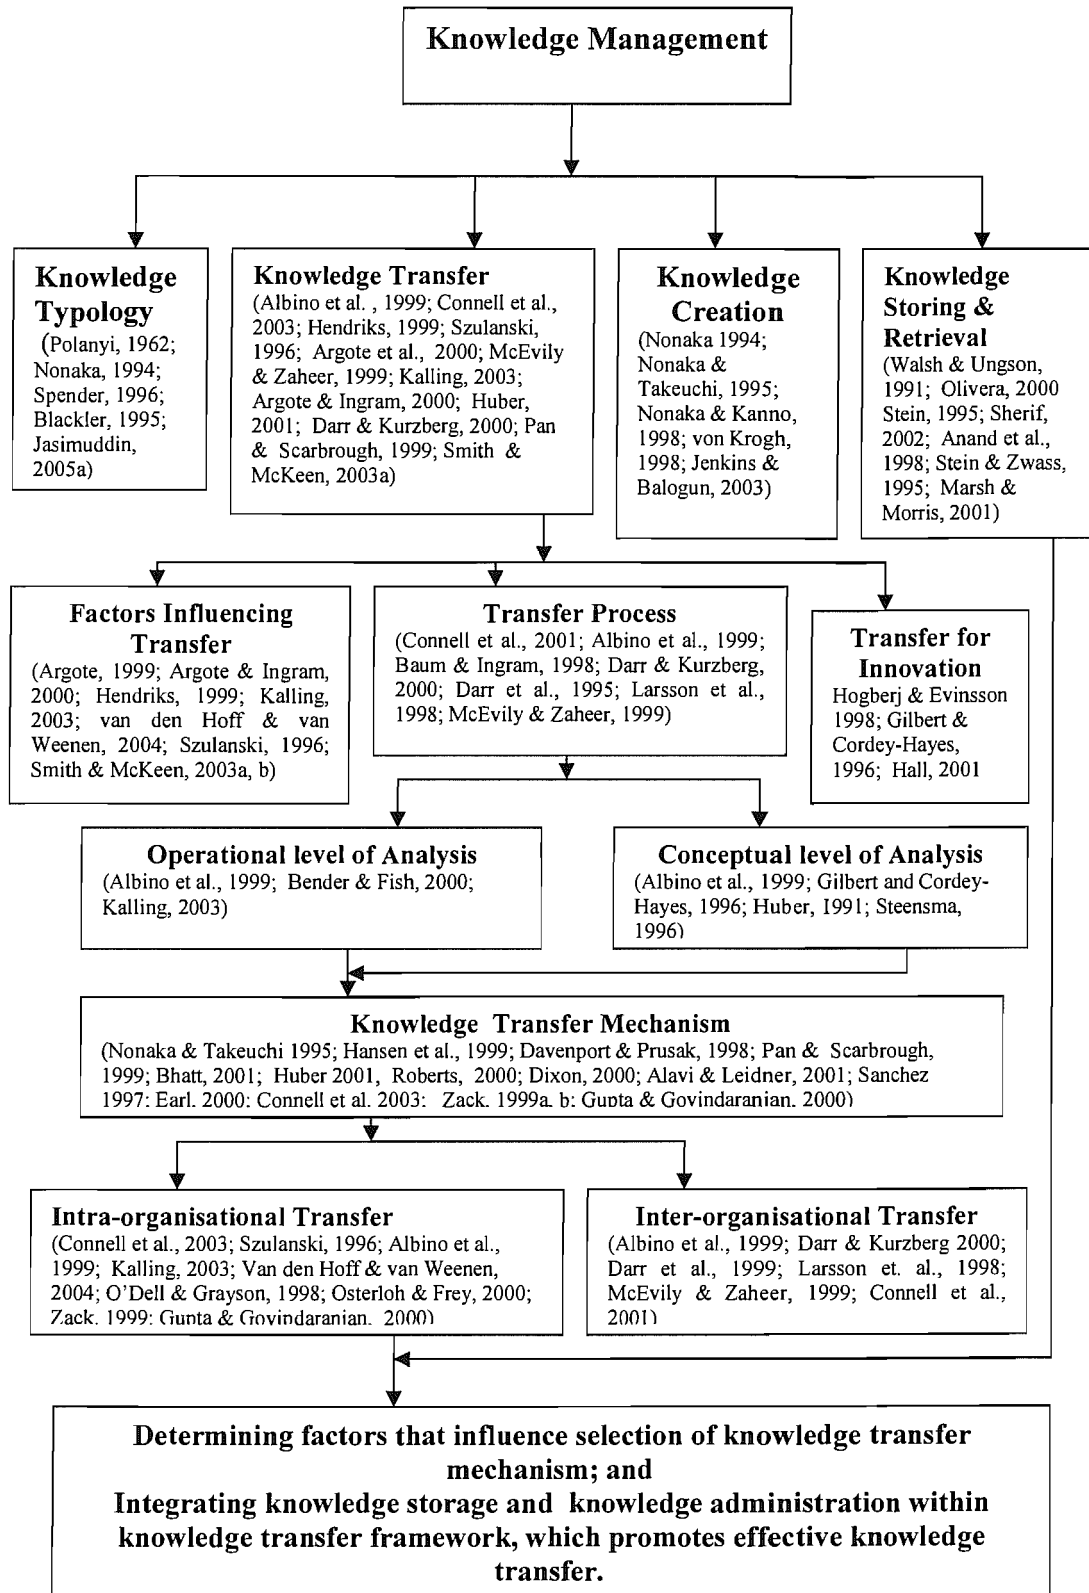 Knowledge Management
Knowledge
Typology
(Polanyi, 1962;
Nonaka, 1994;
Spender, 1996;
Blackler, 1995;
Jasimuddin,
2005a)
Knowledge Transfer
(Albino et al. , 1999; Connell et al.,
2003; Hendriks, 1999; Szulanski,
1996; Argote et al., 2000; McEvily
& Zaheer, 1999; Kalling, 2003;
Argote & Ingram, 2000; Huber,
2001; Darr & Kurzberg, 2000; Pan
& Scarbrough, 1999; Smith &
McKeen, 2003a)
Knowledge
Creation
(Nonaka 1994;
Nonaka &
Takeuchi, 1995;
Nonaka & Kanno,
1998; von Krogh,
1998; Jenkins &
Balogun, 2003)
Knowledge
Storing &
Retrieval
(Walsh & Ungson,
1991; Olivera, 2000
Stein, 1995; Sherif,
2002; Anand et al.,
1998; Stein & Zwass,
1995; Marsh &
Morris, 2001)
Factors Influencing
Transfer
(Argote, 1999; Argote & Ingram,
2000; Hendriks, 1999; Kalling,
2003; van den Hoff & van
Weenen, 2004; Szulanski, 1996;
Smith & McKeen, 2003a, b)
Transfer Process
(Connell et al., 2001; Albino et al., 1999;
Baum & Ingram, 1998; Darr & Kurzberg,
2000; Darr et al., 1995; Larsson et al.,
1998; McEvily & Zaheer, 1999)
Transfer for
Innovation
Hogberj & Evinsson
1998; Gilbert &
Cordey-Hayes,
1996; Hall, 2001
Operational level of Analysis
(Albino et al., 1999; Bender & Fish, 2000;
Kalling, 2003)
Conceptual level of Analysis
(Albino et al., 1999; Gilbert and Cordey-
Hayes, 1996; Huber, 1991; Steensma,
1996)
Knowledge Transfer Mechanism
(Nonaka & Takeuchi 1995; Hansen et al., 1999; Davenport & Prusak, 1998; Pan & Scarbrough,
1999; Bhatt, 2001; Huber 2001, Roberts, 2000; Dixon, 2000; Alavi & Leidner, 2001; Sanchez
1997; Earl, 2000; Connell et al. 2003; Zack, 1999a, b; Gupta & Govindaranian, 2000)
Intra-organisational Transfer
(Connell et al., 2003; Szulanski, 1996; Albino et al.,
1999; Kalling, 2003; Van den Hoff & van Weenen,
2004; O'Dell & Grayson, 1998; Osterloh & Frey, 2000;
Zack, 1999; Gupta & Govindaranian, 2000)
Inter-organisational Transfer
(Albino et al., 1999; Darr & Kurzberg 2000;
Darr et al., 1999; Larsson et. al., 1998;
McEvily & Zaheer, 1999; Connell et al.,
2001)
Determining factors that influence selection of knowledge transfer
mechanism; and
Integrating knowledge storage and knowledge administration within
knowledge transfer framework, which promotes effective knowledge
transfer.